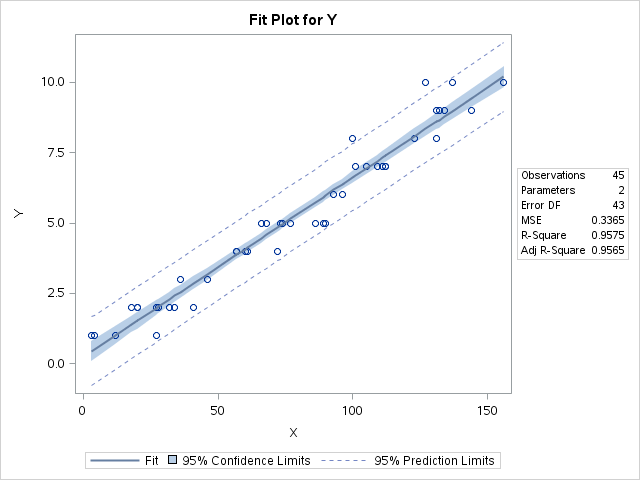 Fit Plot for Y
10.0
7.5
5.0
2.5
0.0
Y
0 50 100 150
X
Observations 45
Parameters 2
Error DF 43
MSE 0.3365
R-Square 0.9575
Adj R-Square 0.9565
Fit 95% Confidence Limits 95% Prediction Limits